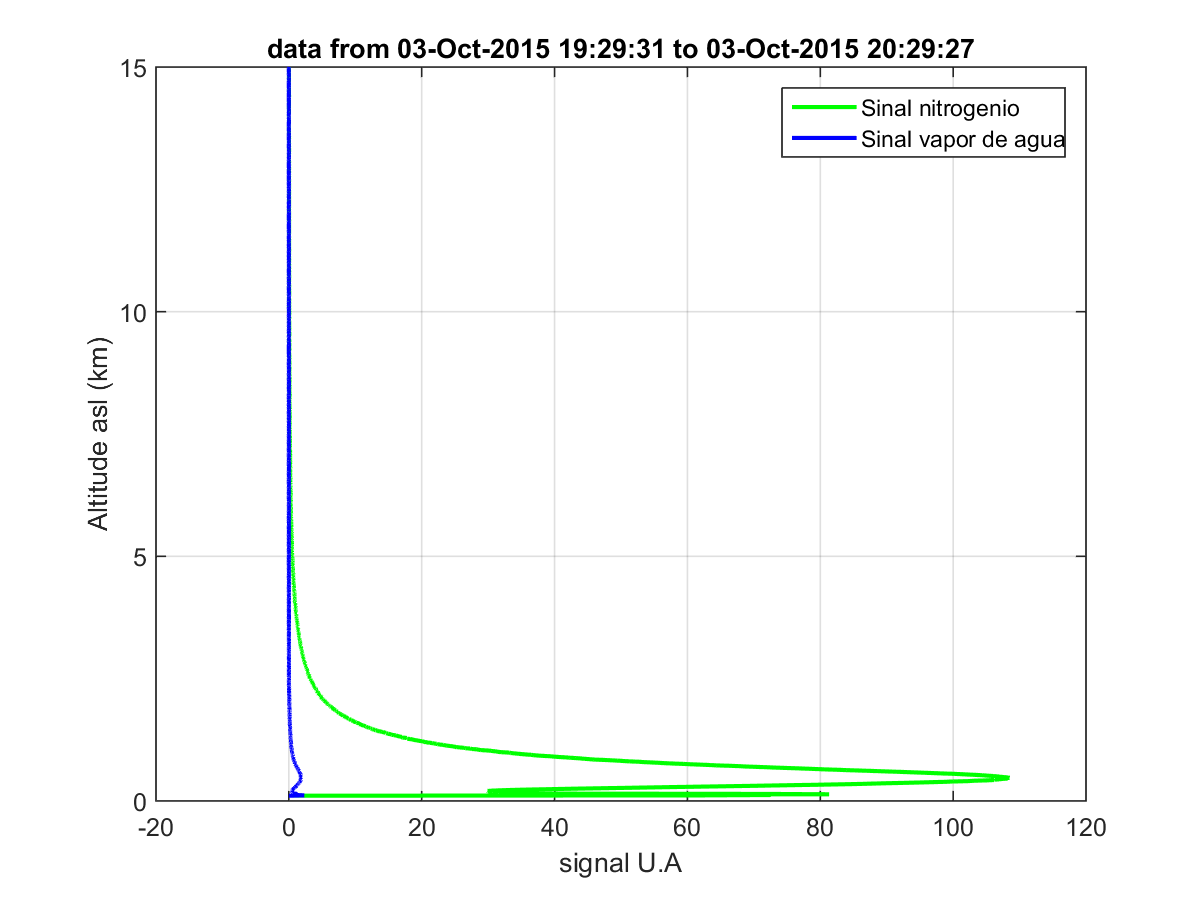 data from 03-Oct-2015 19:29:31 to 03-Oct-2015 20:29:27
Sinal nitrogenio
Sinal vapor de agua
15
10
5
0
Altitude asl (km)
-20 0 20 40 60 80 100 120
signal U.A